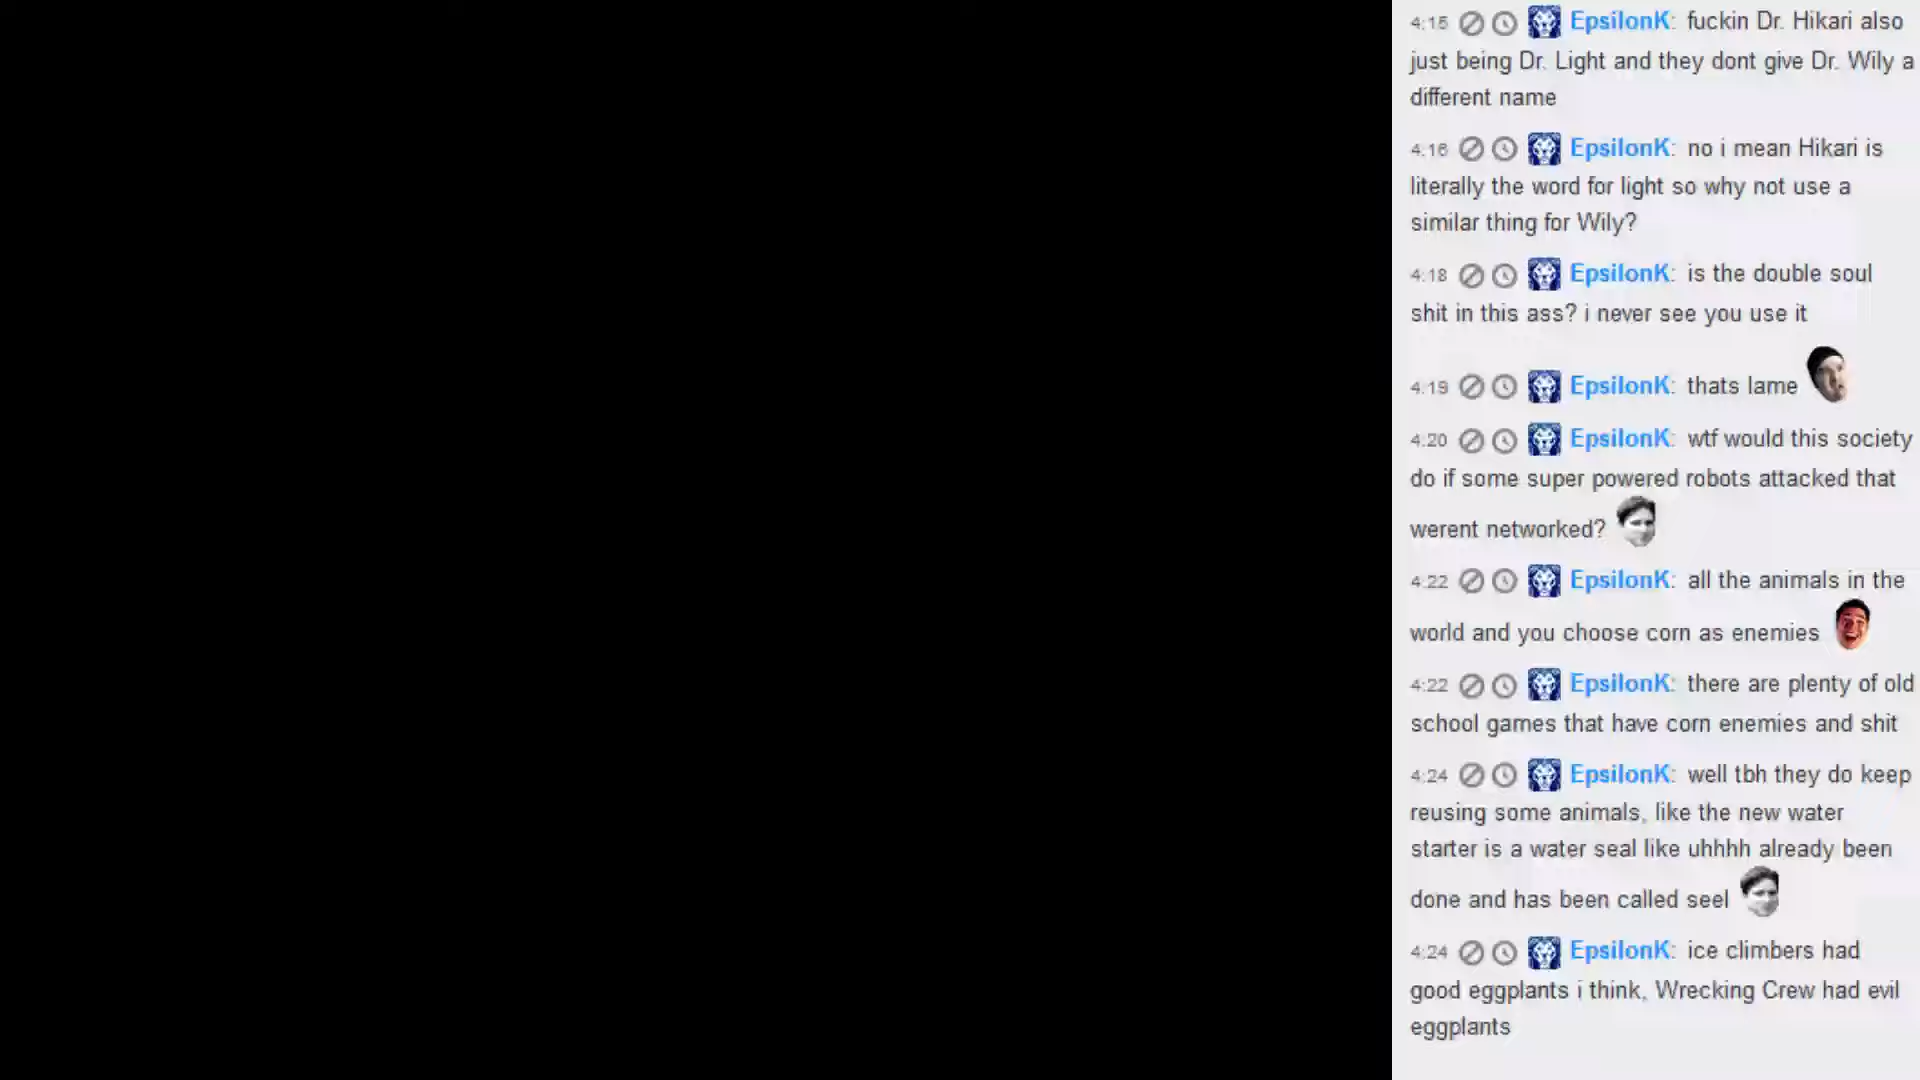 4:15 EpsilonK: fuckin Dr. Hikari also
just being Dr. Light and they dont give Dr. Wily a
different name
4:16 EpsilonK: no i mean Hikari is
literally the word for light so why not use a
similar thing for Wily?
4:18 EpsilonK: is the double soul
shit in this ass? i never see you use it
4:19 EpsilonK: thats lame
4:20 EpsilonK: wtf would this society
do if some super powered robots attacked that
werent networked?
4:22 EpsilonK: all the animals in the
world and you choose corn as enemies
4:22 EpsilonK: there are plenty of old
school games that have corn enemies and shit
4:24 EpsilonK: well tbh they do keep
reusing some animals, like the new water
starter is a water seal like uhhhh already been
done and has been called seel
4:24 EpsilonK: ice climbers had
good eggplants i think, Wrecking Crew had evil
eggplants